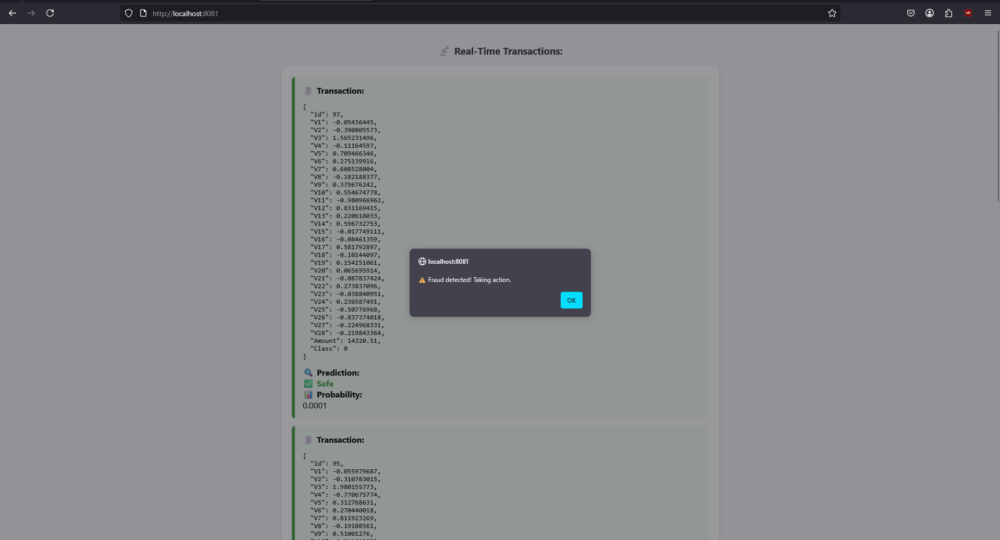 http://localhost:8081
Real-Time Transactions:
Transaction:
{
"id": 97,
"V1": -0.05436445,
"V2": -0.390805573,
"V3": 1.565231496,
"V4": -0.11164597,
"V5": 0.709466346,
"V6": 0.275139916,
"V7": 0.608528004,
"V8": -0.182188377,
"V9": 0.379676242,
"V10": 0.554674778,
"V11": -0.980966962,
"V12": 0.831169415,
"V13": 0.220618033,
"V14": 0.596732753,
"V15": -0.017749111,
"V16": -0.08461359,
"V17": 0.581792897,
"V18": -0.10144097,
"V19": 0.154151061,
"V20": 0.065695914,
"V21": -0.087837424,
"V22": 0.273837096,
"V23": -0.038840951,
"V24": 0.236587491,
"V25": -0.50776968,
"V26": -0.837374018,
"V27": -0.224968331,
"V28": -0.219843364,
"Amount": 14320.51,
"Class": 0
}
Prediction:
Safe
Probability:
0.0001
localhost:8081
Fraud detected! Taking action.
OK
Transaction:
{
"id": 95,
"V1": -0.055979687,
"V2": -0.310783015,
"V3": 1.980155773,
"V4": -0.770675774,
"V5": 0.312768631,
"V6": 0.270440018,
"V7": 0.811923269,
"V8": -0.19108561,
"V9": 0.51001276,